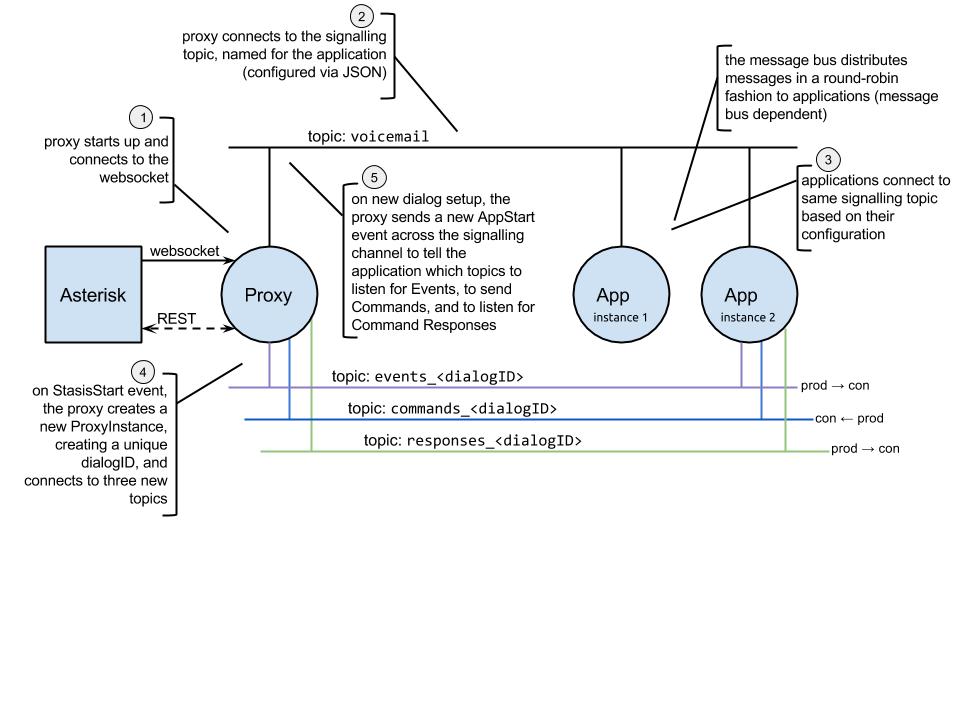 2
proxy connects to the signalling
topic, named for the application
(configured via JSON)
the message bus distributes
messages in a round-robin
fashion to applications (message
bus dependent)
1
proxy starts up and
connects to the
websocket
topic: voicemail
3
applications connect to
same signalling topic
based on their
configuration
5
on new dialog setup, the
proxy sends a new AppStart
event across the signalling
channel to tell the
application which topics to
listen for Events, to send
Commands, and to listen for
Command Responses
websocket
Asterisk
REST
Proxy
App
instance 1
App
instance 2
4
on StasisStart event,
the proxy creates a
new ProxyInstance,
creating a unique
dialogID, and
connects to three new
topics
topic: events_<dialogID>
prod → con
topic: commands_<dialogID>
con ← prod
topic: responses_<dialogID>
prod → con